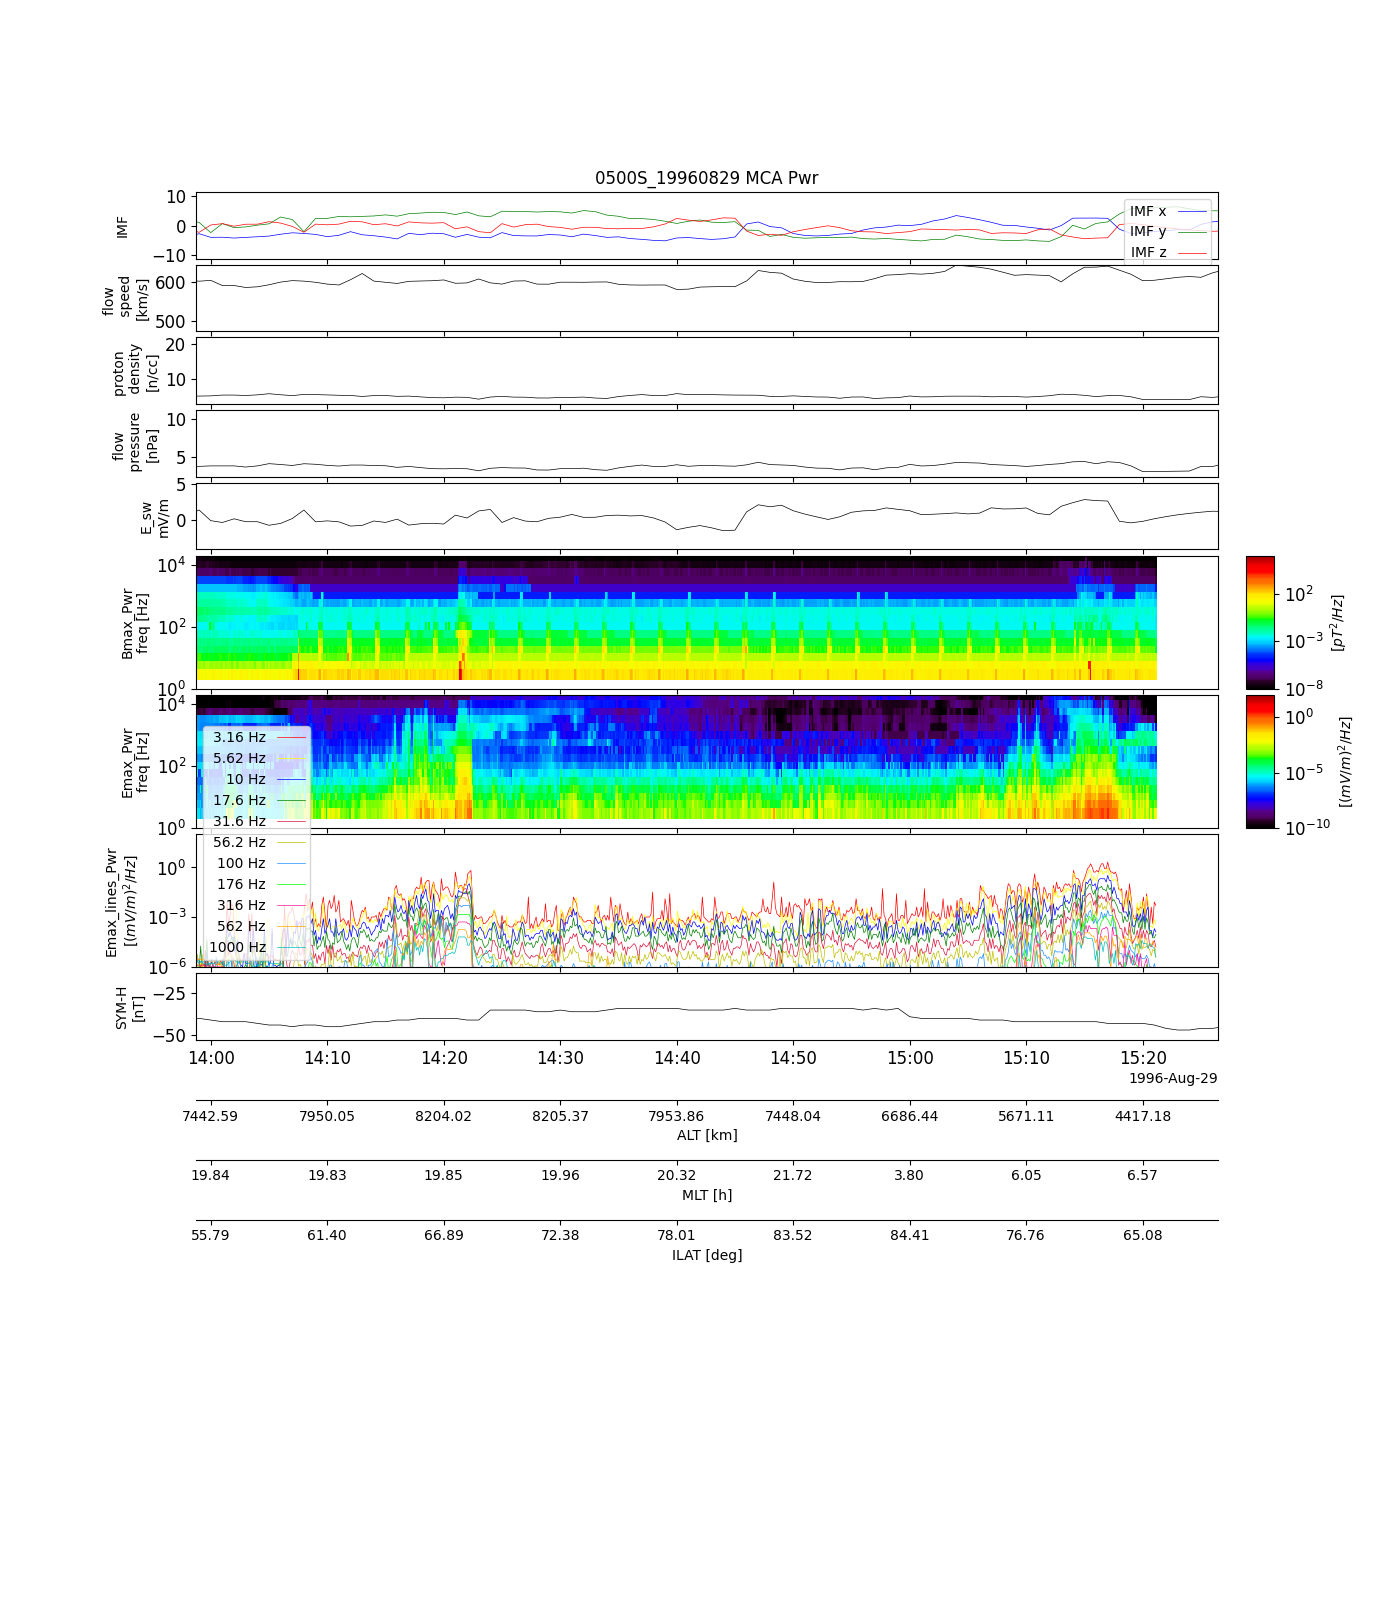 0500S_19960829 MCA Pwr
10
0
−10
IMF
IMF x
IMF y
IMF z
600
500
flow
speed
[km/s]
20
10
proton
density
[n/cc]
10
5
flow
pressure
[nPa]
5
0
E_sw
mV/m
10^4
10^2
10^0
Bmax_Pwr
freq [Hz]
10^2
10^−3
10^−8
[pT^2/Hz]
10^4
10^2
10^0
Emax_Pwr
freq [Hz]
10^0
10^−5
10^−10
[(mV/m)^2/Hz]
3.16 Hz
5.62 Hz
10 Hz
17.6 Hz
31.6 Hz
56.2 Hz
100 Hz
176 Hz
316 Hz
562 Hz
1000 Hz
10^0
10^−3
10^−6
Emax_lines_Pwr
[(mV/m)^2/Hz]
−25
−50
SYM-H
[nT]
14:00 14:10 14:20 14:30 14:40 14:50 15:00 15:10 15:20
1996-Aug-29
7442.59 7950.05 8204.02 8205.37 7953.86 7448.04 6686.44 5671.11 4417.18
ALT [km]
19.84 19.83 19.85 19.96 20.32 21.72 3.80 6.05 6.57
MLT [h]
55.79 61.40 66.89 72.38 78.01 83.52 84.41 76.76 65.08
ILAT [deg]